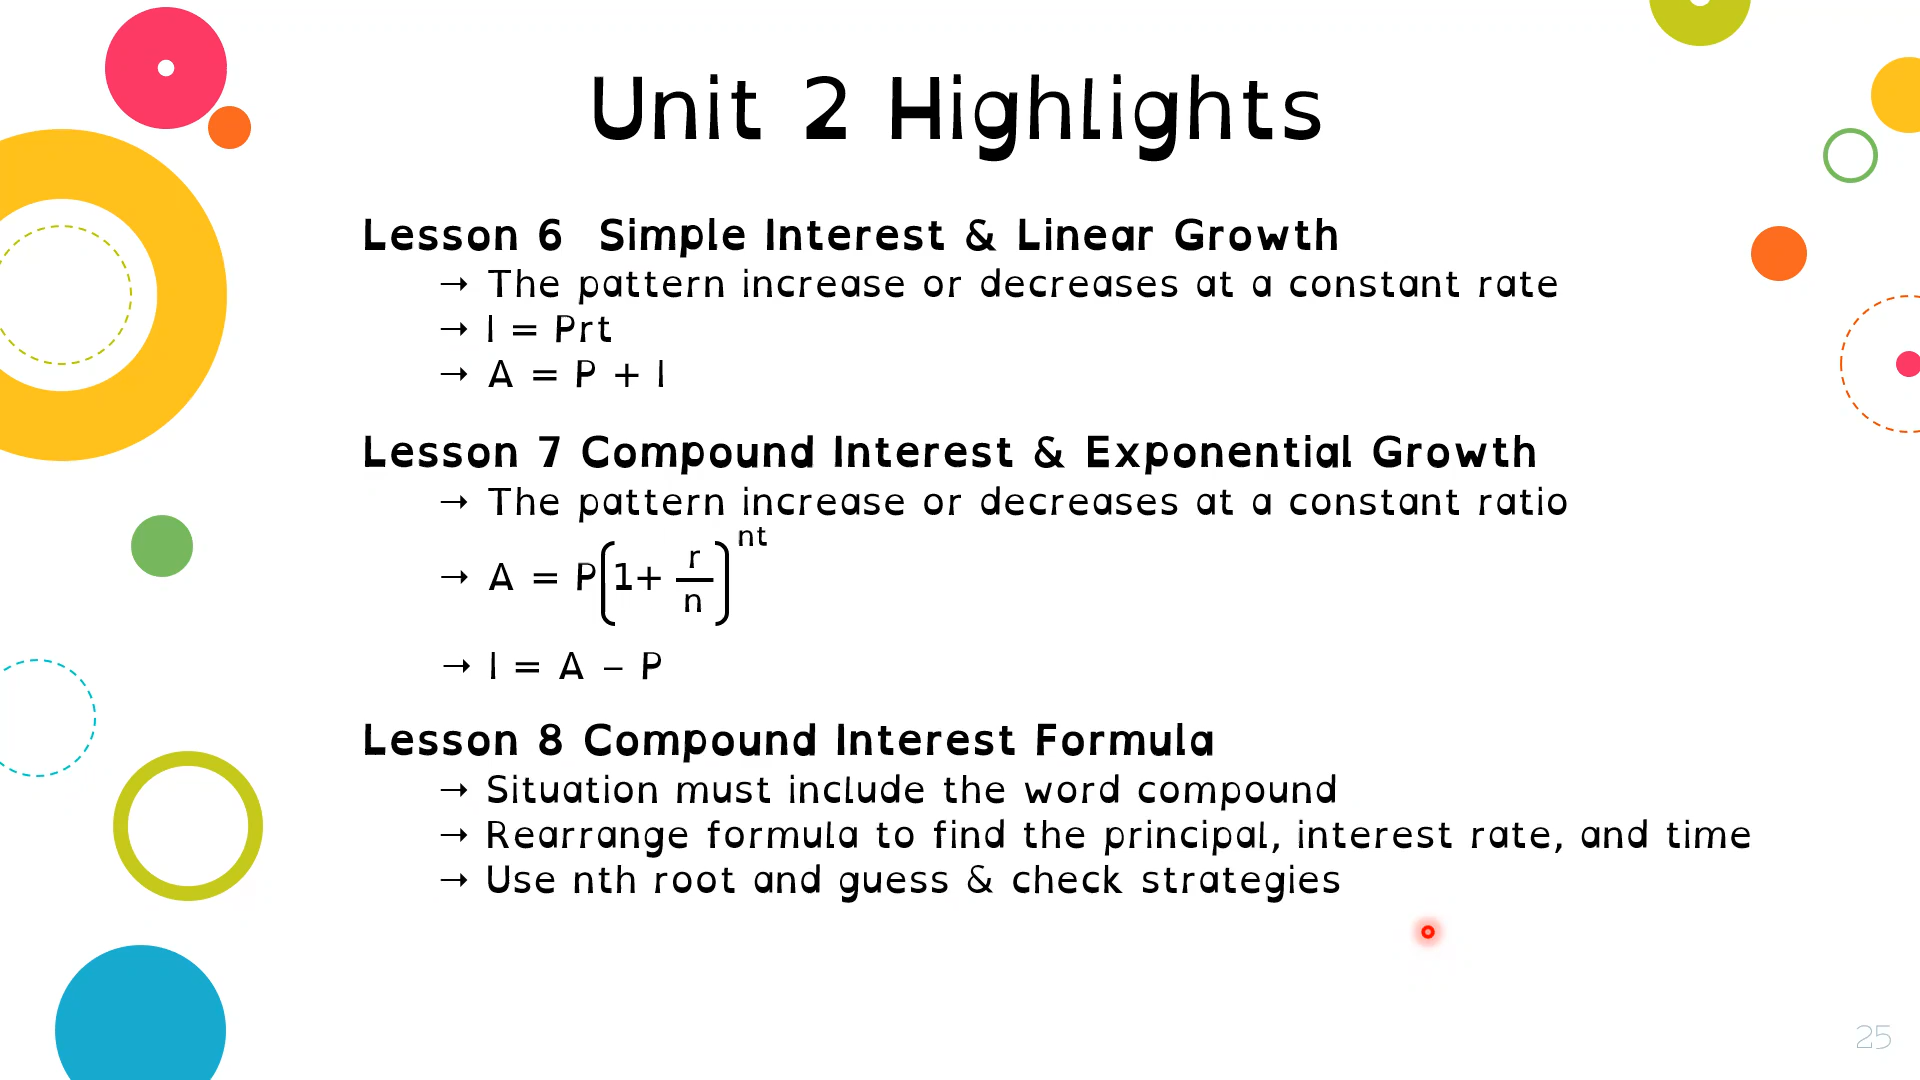 Unit 2 Highlights
Lesson 6  Simple Interest & Linear Growth
→ The pattern increase or decreases at a constant rate
→ I = Prt
→ A = P + I
Lesson 7 Compound Interest & Exponential Growth
→ The pattern increase or decreases at a constant ratio
→ A = P(1+ r/n)^nt
→ I = A – P
Lesson 8 Compound Interest Formula
→ Situation must include the word compound
→ Rearrange formula to find the principal, interest rate, and time
→ Use nth root and guess & check strategies
25